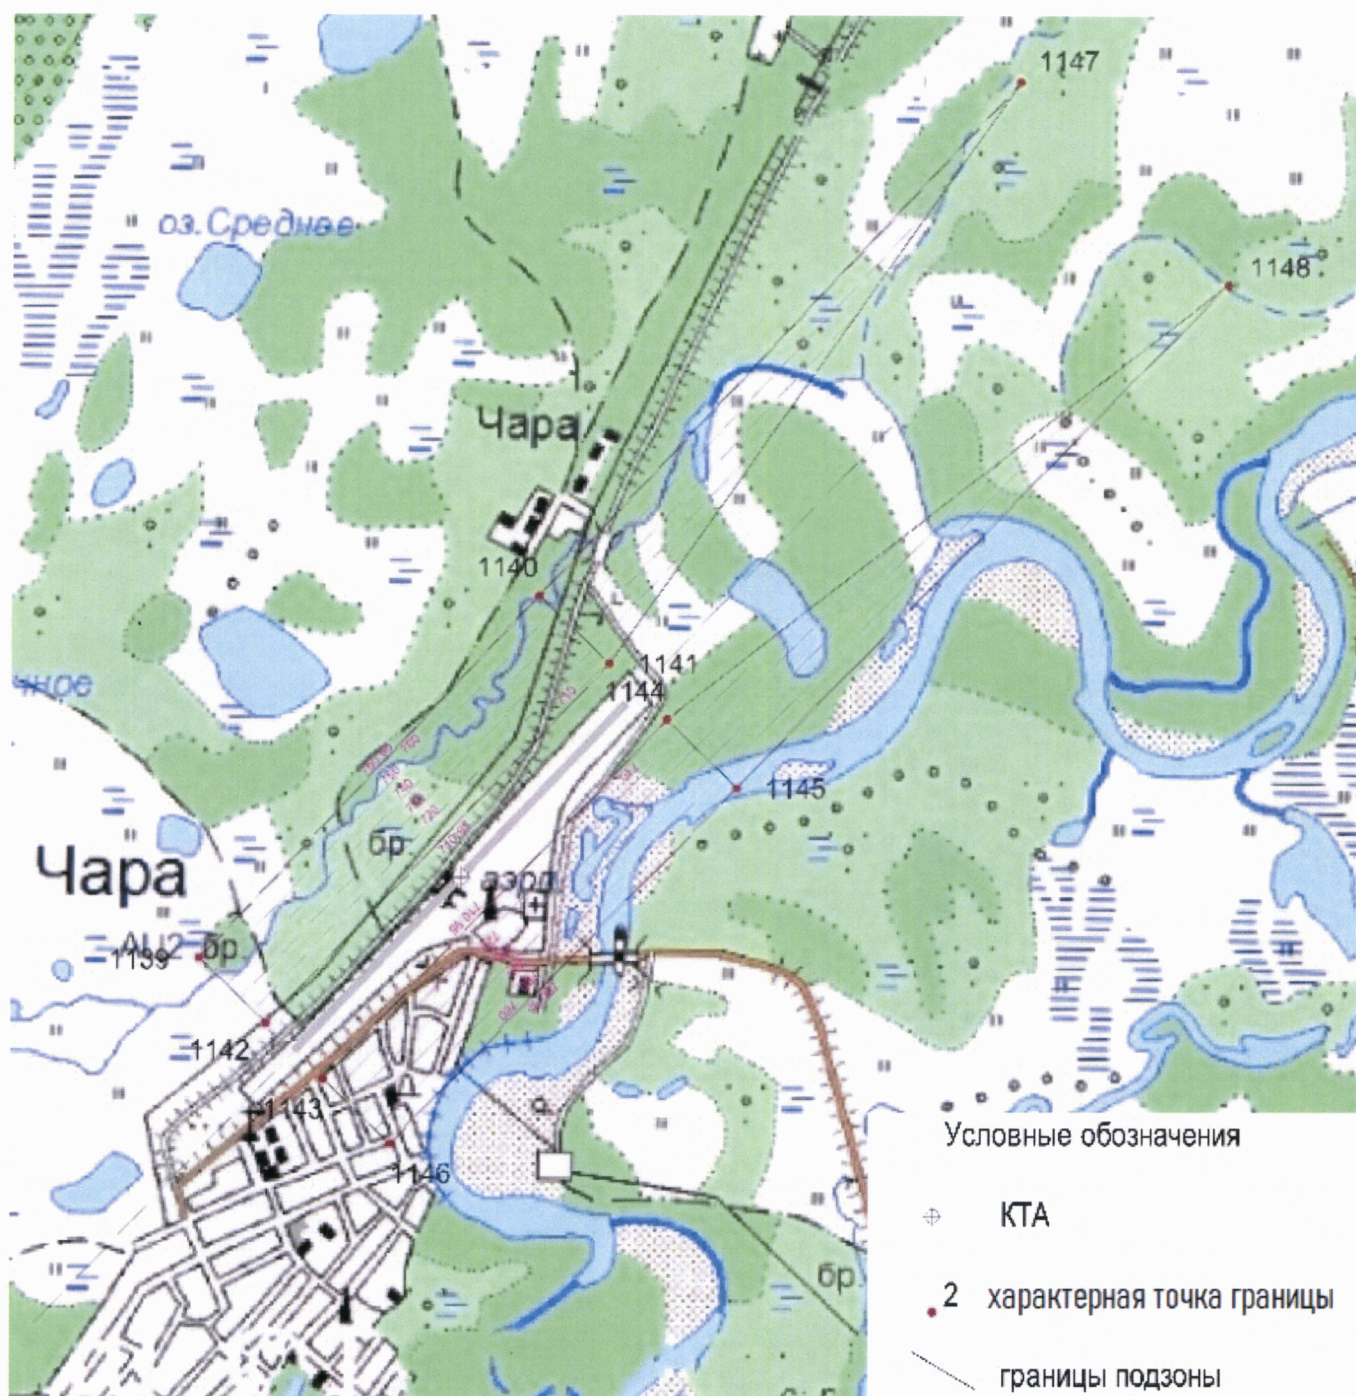 1147
оз.Среднее
1148
Чара
1140
1141
1144
1145
бр
Чара
аэрд
1139
бр
1142
1143
1146
Условные обозначения
КТА
2 характерная точка границы
границы подзоны
бр